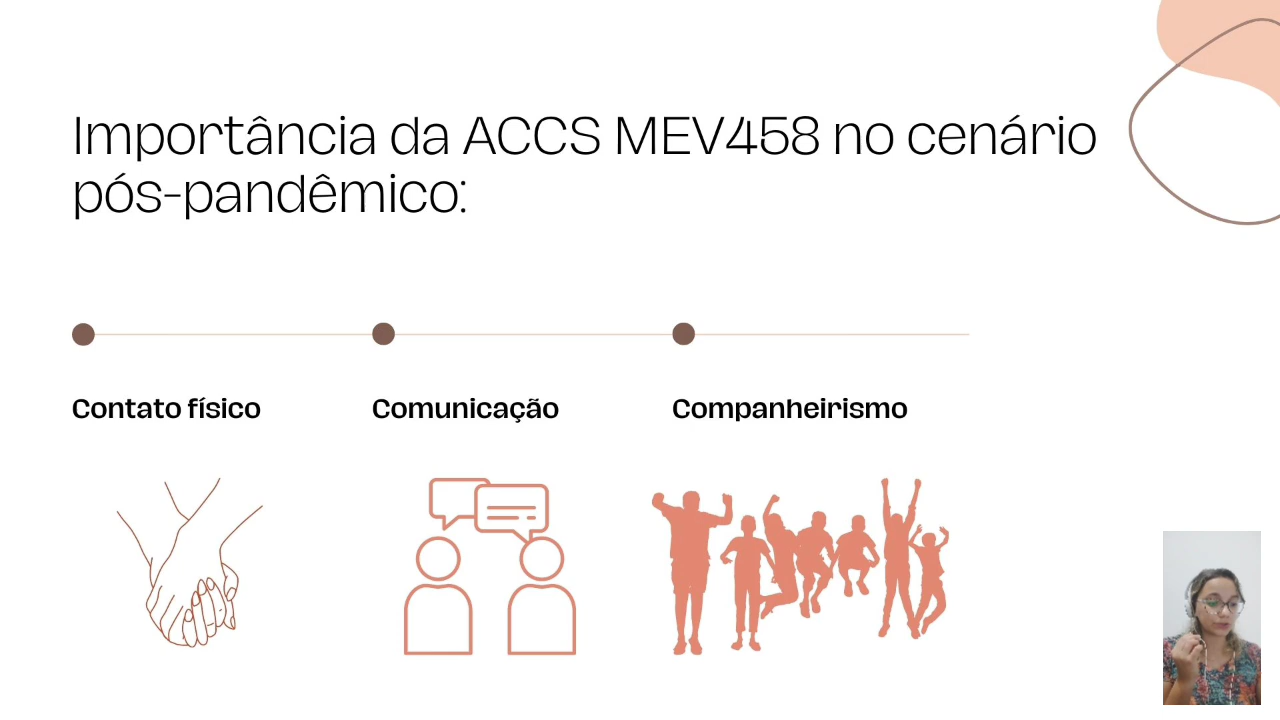 Importância da ACCS MEV458 no cenário
pós-pandêmico:
Contato físico
Comunicação
Companheirismo